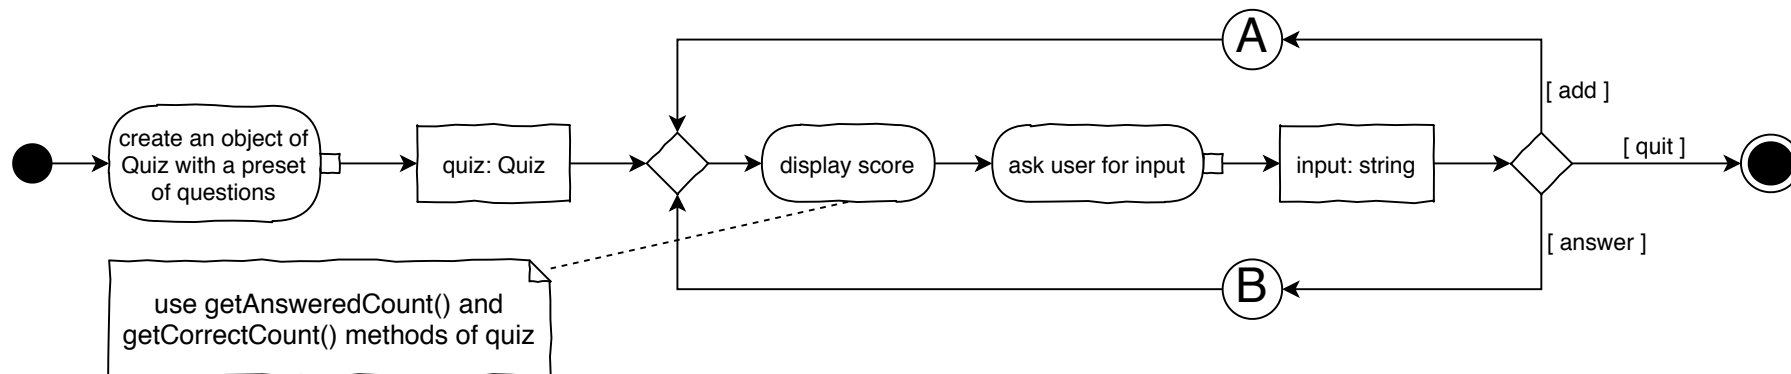 A
[ add ]
create an object of
Quiz with a preset
of questions
quiz: Quiz
display score
ask user for input
input: string
[ quit ]
[ answer ]
B
use getAnsweredCount() and
getCorrectCount() methods of quiz